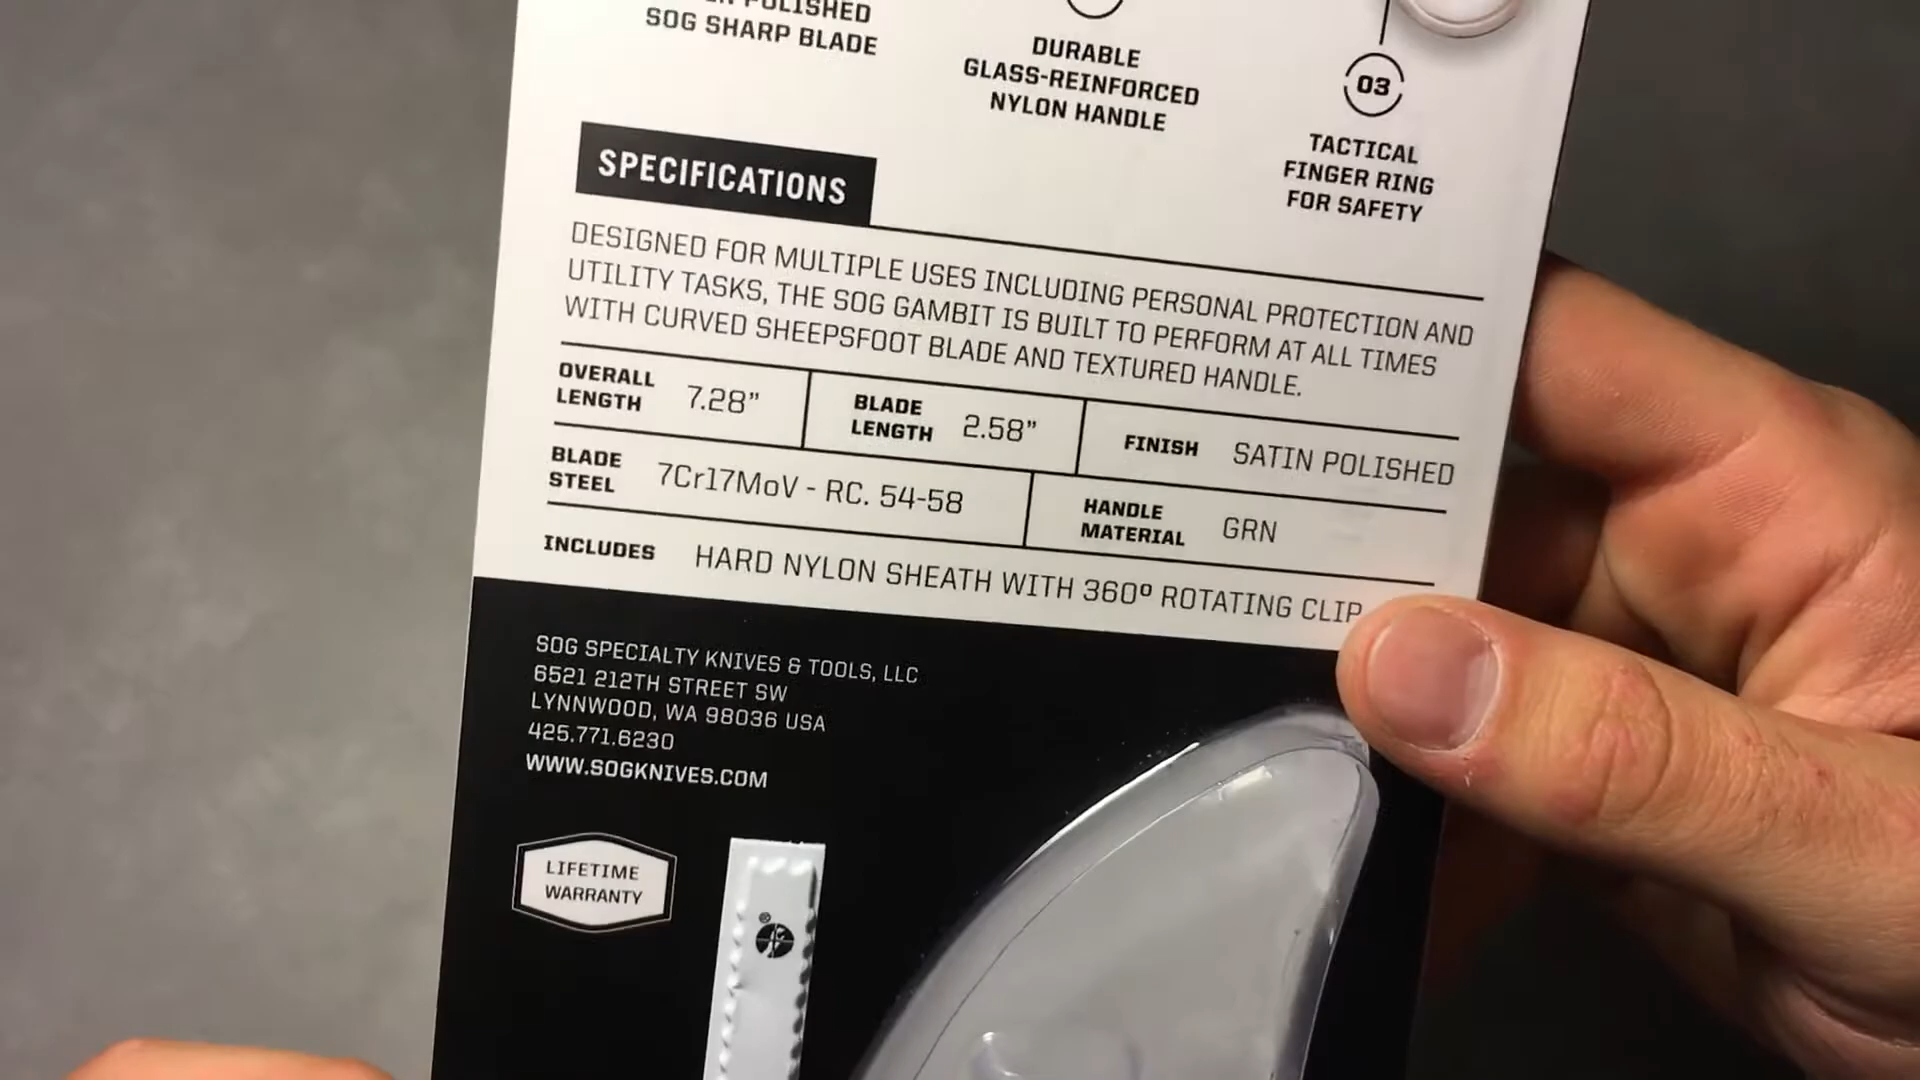 POLISHED
SOG SHARP BLADE
DURABLE
GLASS-REINFORCED
NYLON HANDLE
03
TACTICAL
FINGER RING
FOR SAFETY
SPECIFICATIONS
DESIGNED FOR MULTIPLE USES INCLUDING PERSONAL PROTECTION AND
UTILITY TASKS, THE SOG GAMBIT IS BUILT TO PERFORM AT ALL TIMES
WITH CURVED SHEEPSFOOT BLADE AND TEXTURED HANDLE.
OVERALL LENGTH 7.28”
BLADE LENGTH 2.58”
FINISH SATIN POLISHED
BLADE STEEL 7Cr17MoV - RC. 54-58
HANDLE MATERIAL GRN
INCLUDES HARD NYLON SHEATH WITH 360º ROTATING CLIP
SOG SPECIALTY KNIVES & TOOLS, LLC
6521 212TH STREET SW
LYNNWOOD, WA 98036 USA
425.771.6230
WWW.SOGKNIVES.COM
LIFETIME
WARRANTY
®